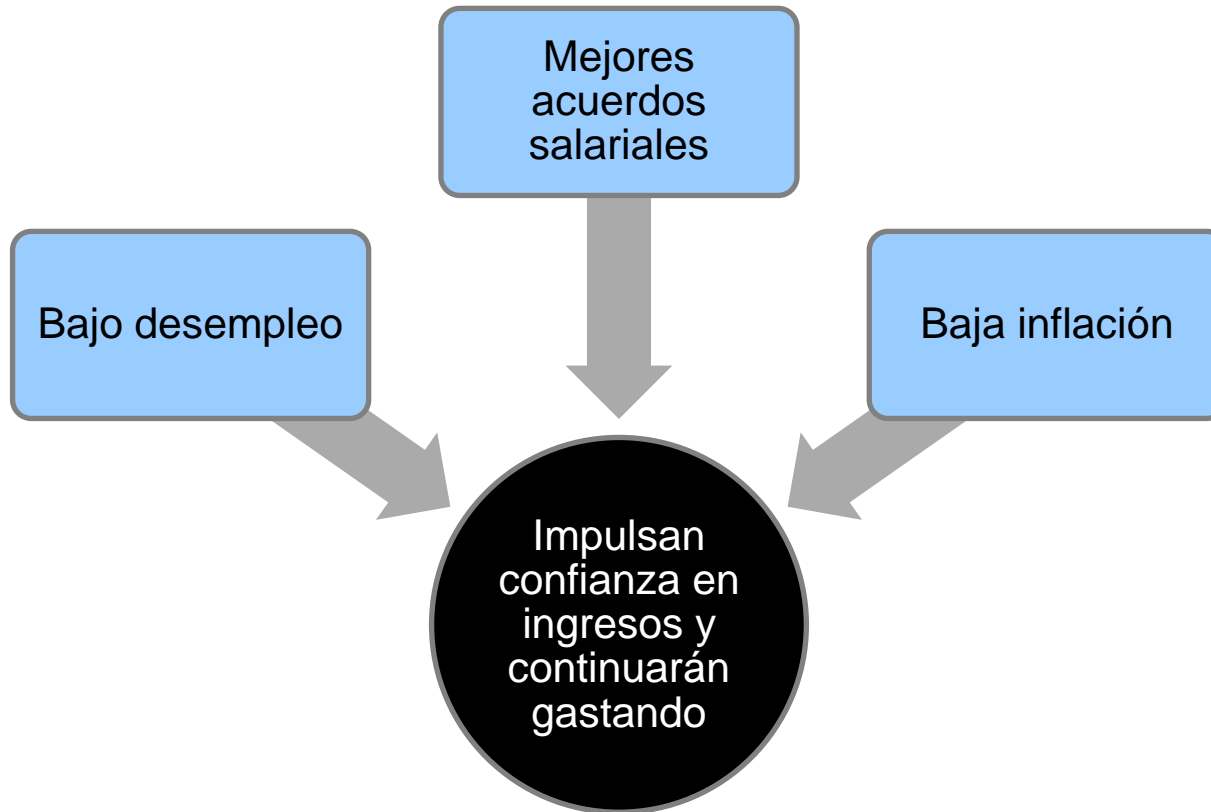 Mejores
acuerdos
salariales
Bajo desempleo
Baja inflación
Impulsan
confianza en
ingresos y
continuarán
gastando